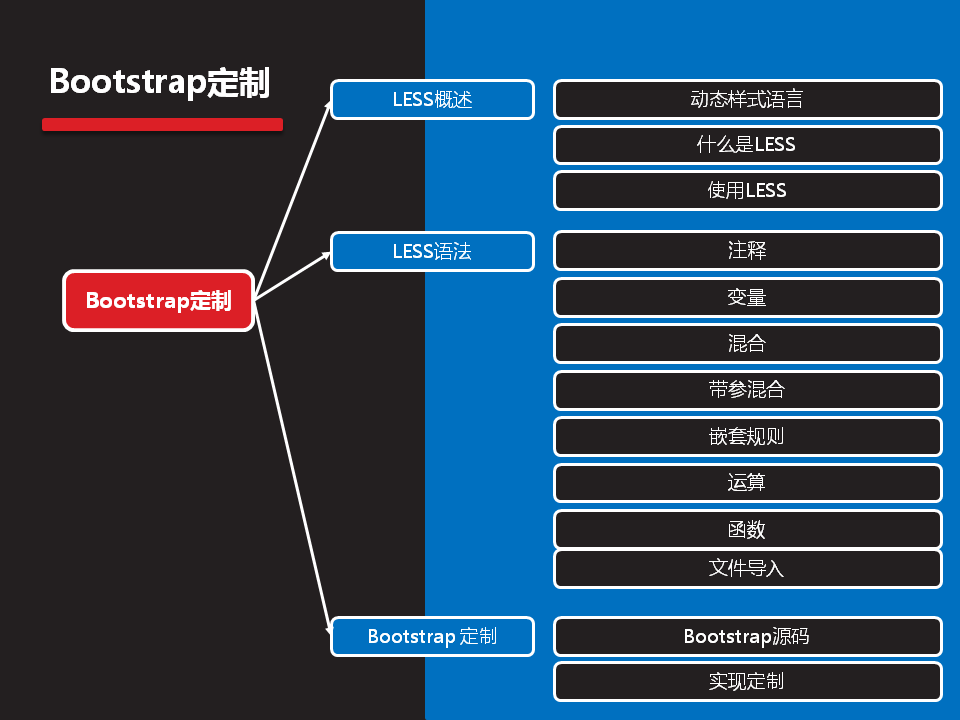 Bootstrap定制
LESS概述
动态样式语言
什么是LESS
使用LESS
LESS语法
注释
变量
混合
带参混合
嵌套规则
运算
函数
文件导入
Bootstrap定制
Bootstrap 定制
Bootstrap源码
实现定制